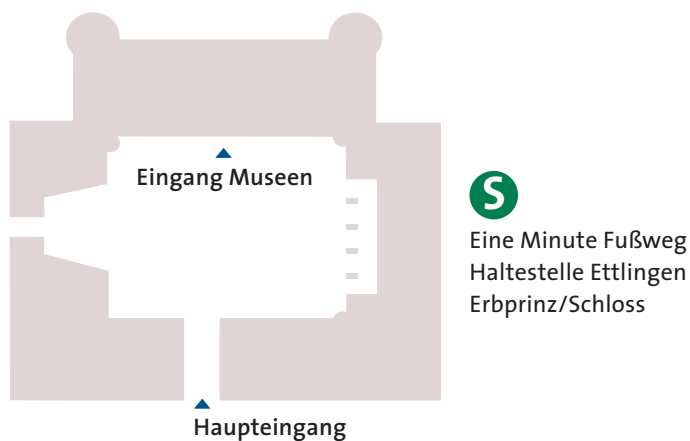 Eingang Museen
S
Eine Minute Fußweg
Haltestelle Ettlingen
Erbprinz/Schloss
Haupteingang